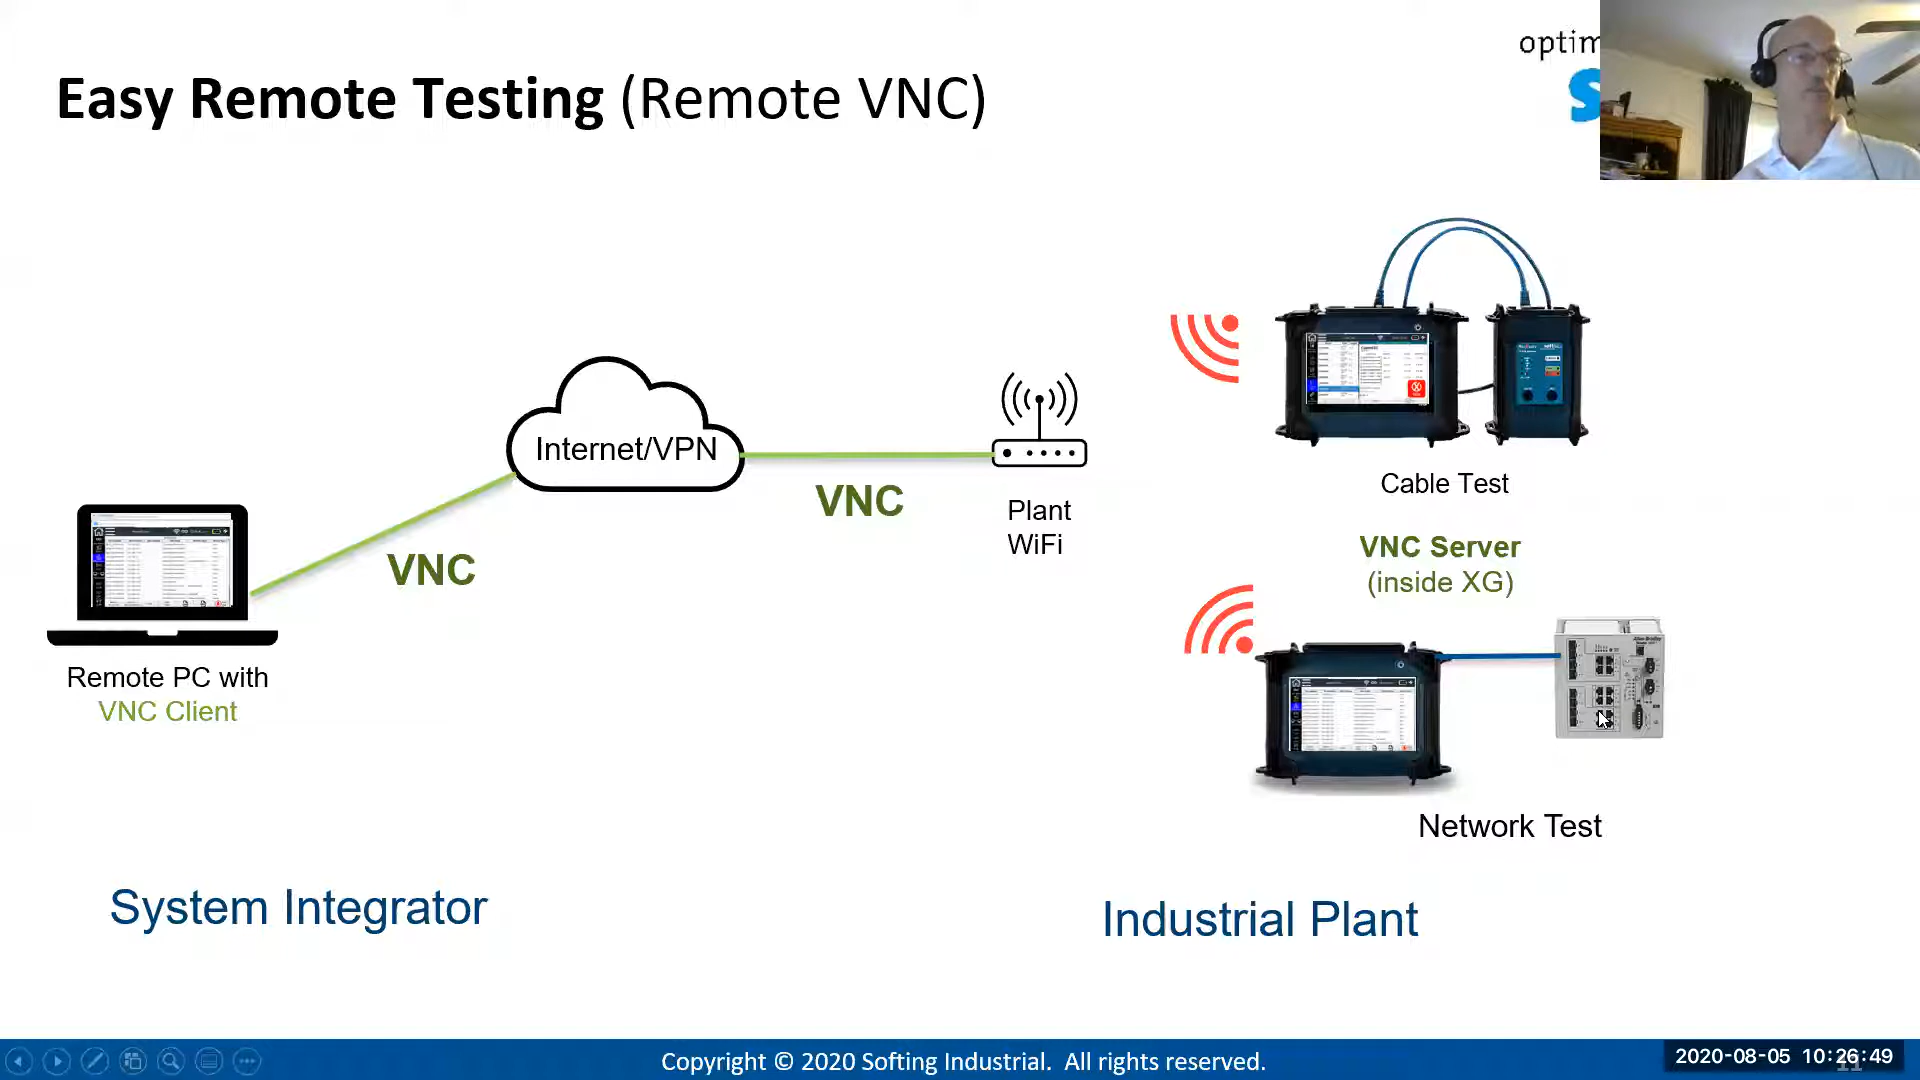 optim
Easy Remote Testing (Remote VNC)
S
Internet/VPN
VNC
VNC
Plant
WiFi
Cable Test
VNC Server
(inside XG)
Remote PC with
VNC Client
Network Test
System Integrator
Industrial Plant
Copyright © 2020 Softing Industrial. All rights reserved.
2020-08-05 10:26:49
11